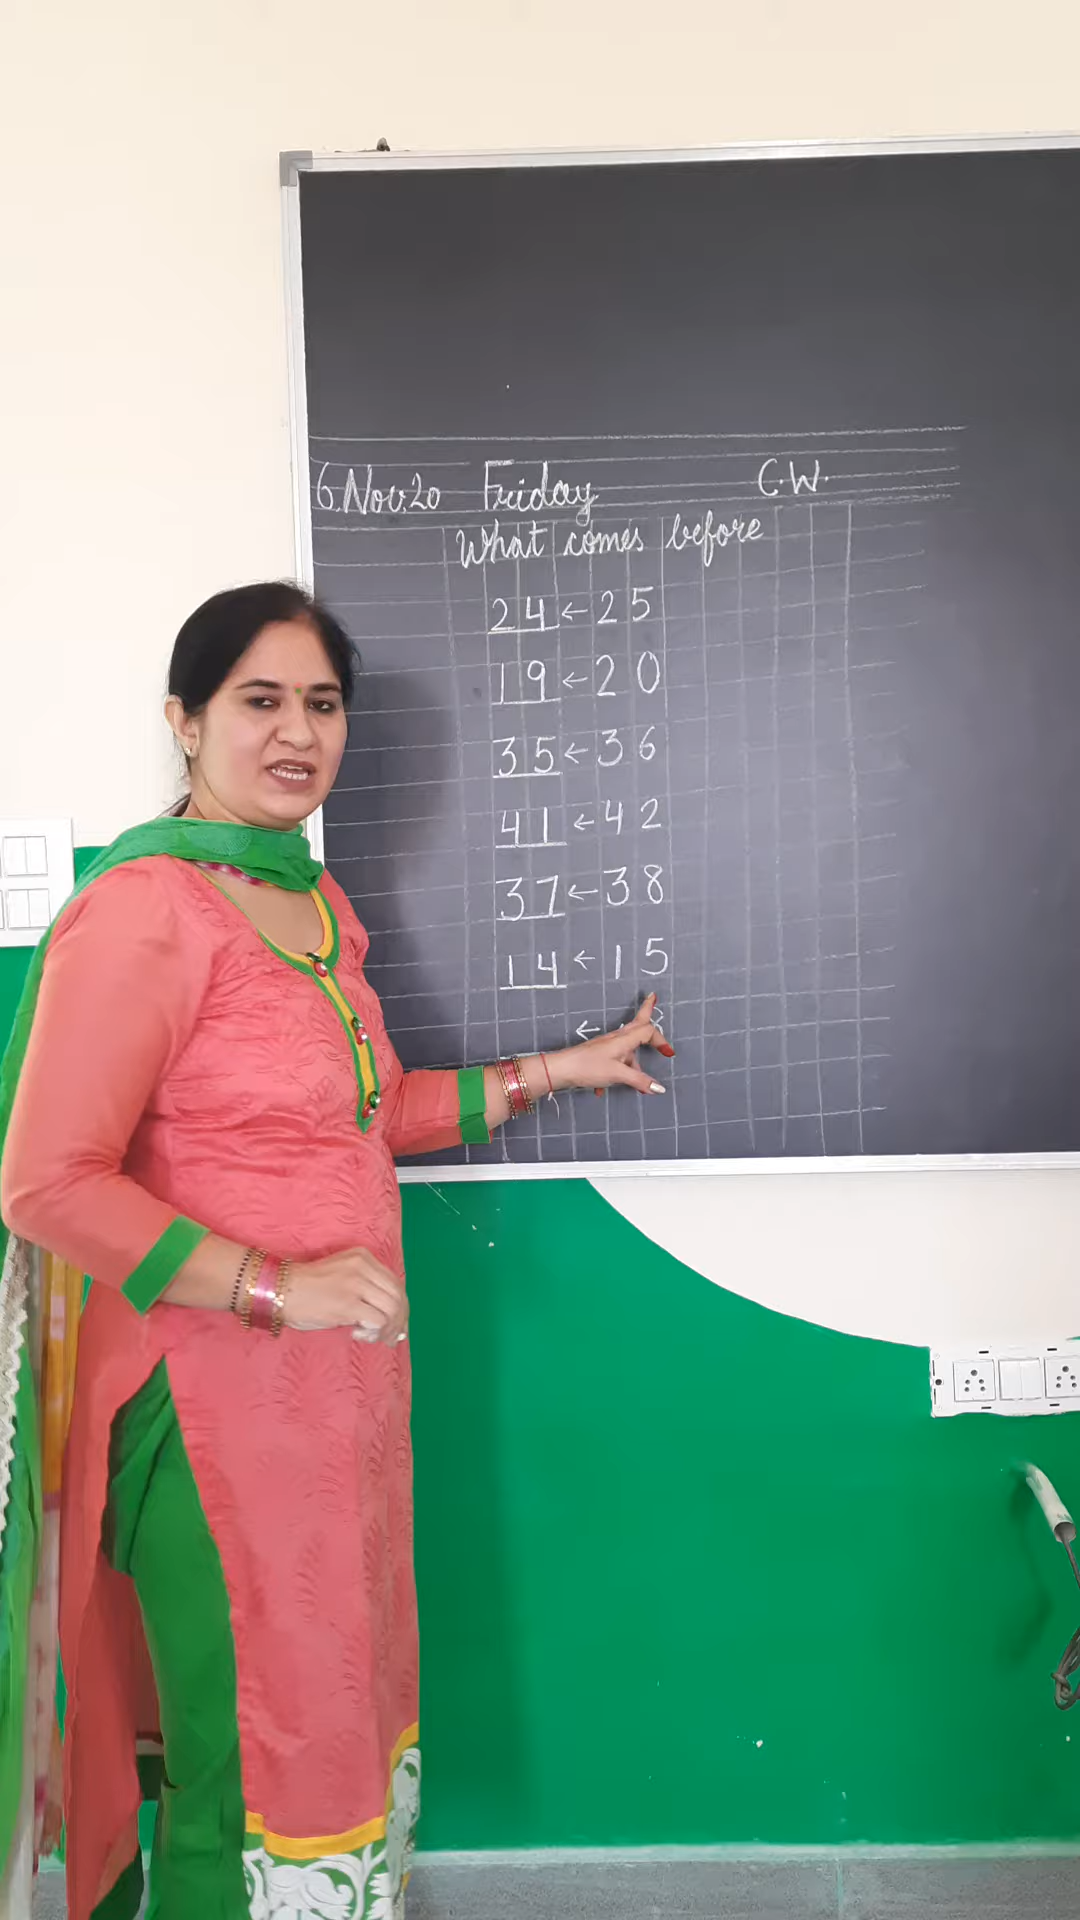 6.Nov.20 Friday C.W.
What comes before
24 ← 25
19 ← 20
35 ← 36
41 ← 42
37 ← 38
14 ← 15
← 8